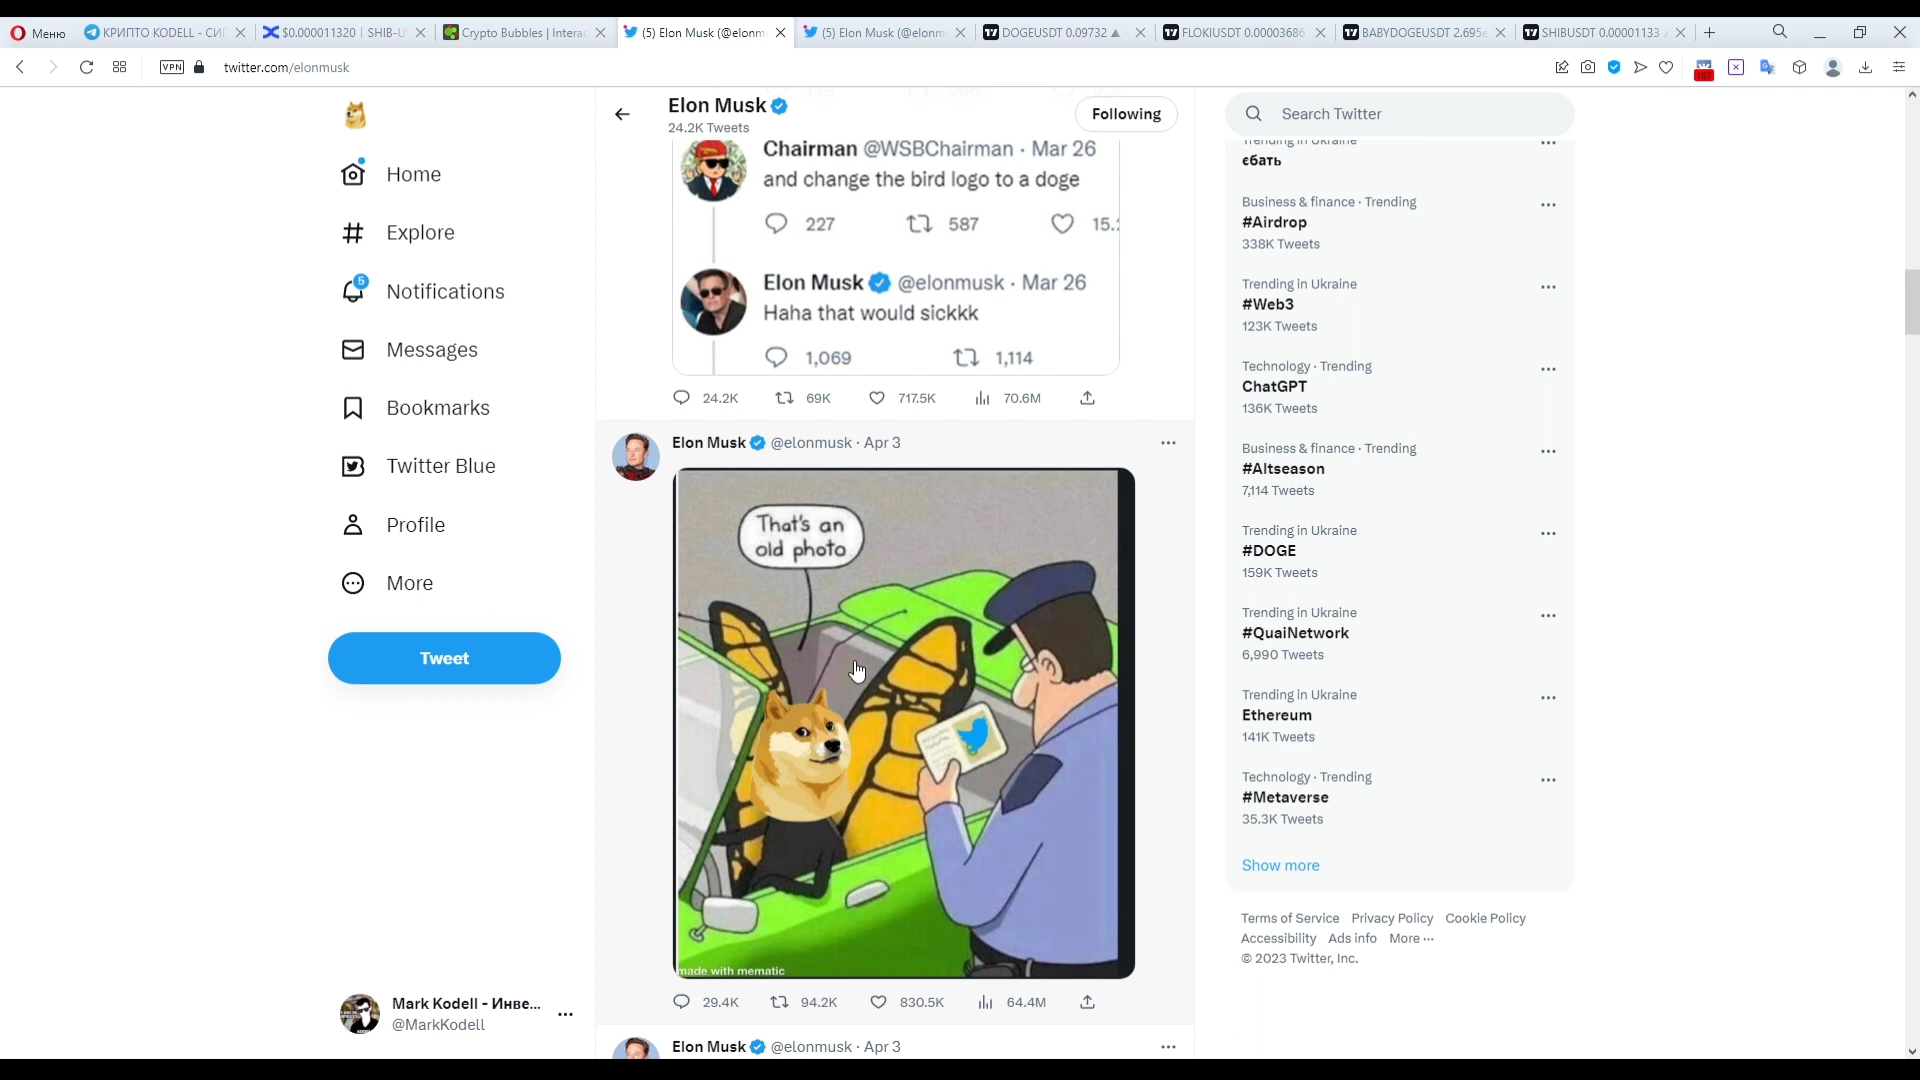 Меню
КРИПТО KODELL - СИГ
$0.000011320 | SHIB-U
Crypto Bubbles | Interac
(5) Elon Musk (@elonm
(5) Elon Musk (@elonm
DOGEUSDT 0.09732 ▲
FLOKIUSDT 0.00003686
BABYDOGEUSDT 2.695e
SHIBUSDT 0.00001133
VPN
twitter.com/elonmusk
Home
Explore
5
Notifications
Messages
Bookmarks
Twitter Blue
Profile
More
Tweet
Mark Kodell - Инве...
@MarkKodell
Elon Musk
24.2K Tweets
Following
Chairman @WSBChairman · Mar 26
and change the bird logo to a doge
227 587 15.
Elon Musk @elonmusk · Mar 26
Haha that would sickkk
1,069 1,114
24.2K 69K 717.5K 70.6M
Elon Musk @elonmusk · Apr 3
That's an
old photo
made with mematic
29.4K 94.2K 830.5K 64.4M
Elon Musk @elonmusk · Apr 3
Search Twitter
Trending in Ukraine
єбать
Business & finance · Trending
#Airdrop
338K Tweets
Trending in Ukraine
#Web3
123K Tweets
Technology · Trending
ChatGPT
136K Tweets
Business & finance · Trending
#Altseason
7,114 Tweets
Trending in Ukraine
#DOGE
159K Tweets
Trending in Ukraine
#QuaiNetwork
6,990 Tweets
Trending in Ukraine
Ethereum
141K Tweets
Technology · Trending
#Metaverse
35.3K Tweets
Show more
Terms of Service Privacy Policy Cookie Policy
Accessibility Ads info More ···
© 2023 Twitter, Inc.